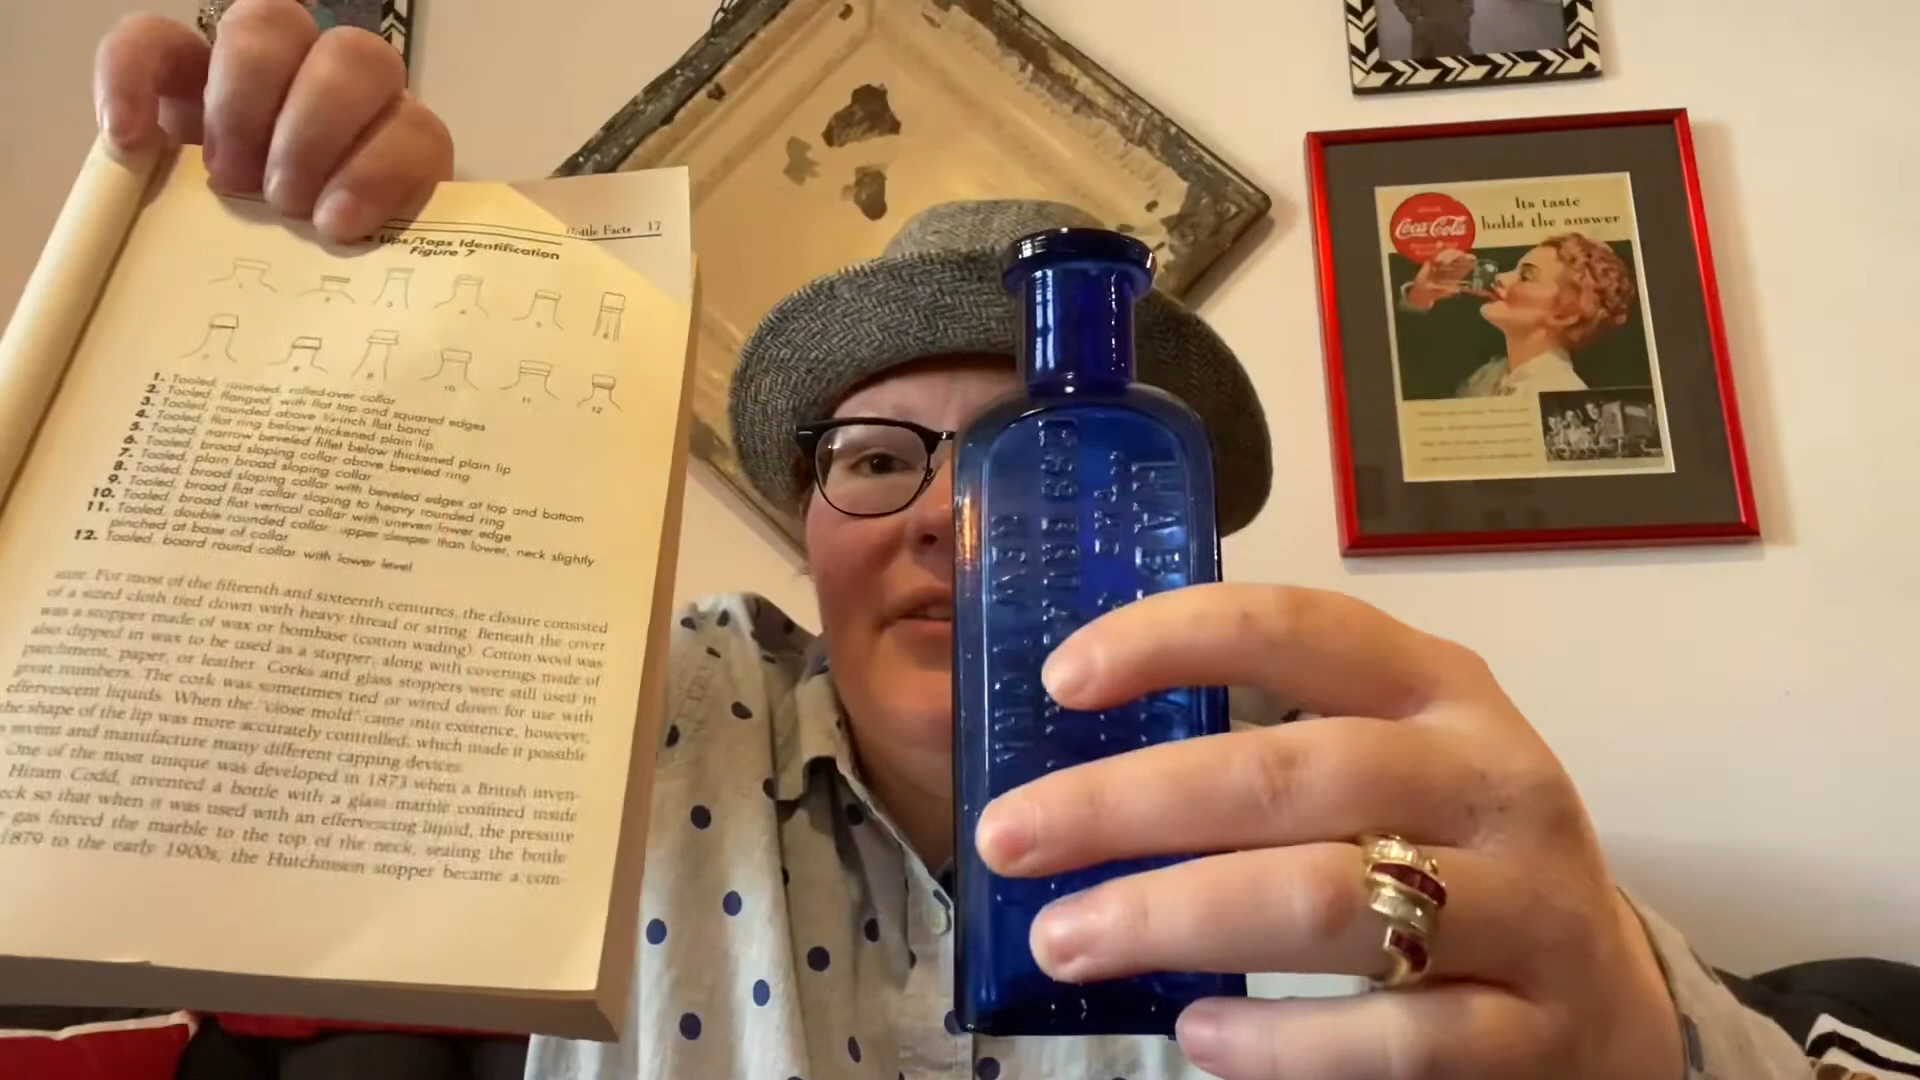 Bottle Facts 17
Lips/Tops Identification
Figure 7
1 2 3 4 5 6
7 8 9 10 11 12
1. Tooled, rounded, rolled-over collar
2. Tooled, flanged, with flat top and squared edges
3. Tooled, rounded above ¾-inch flat band
4. Tooled, flat ring below thickened plain lip
5. Tooled, narrow beveled fillet below thickened plain lip
6. Tooled, broad sloping collar above beveled ring
7. Tooled, plain broad sloping collar
8. Tooled, broad sloping collar with beveled edges at top and bottom
9. Tooled, broad flat collar sloping to heavy rounded ring
10. Tooled, broad flat vertical collar with uneven lower edge
11. Tooled, double rounded collar, upper deeper than lower, neck slightly
pinched at base of collar
12. Tooled, board round collar with lower level
For most of the fifteenth and sixteenth centuries, the closure consisted
of a sized cloth tied down with heavy thread or string. Beneath the cover
was a stopper made of wax or bombase (cotton wading). Cotton wool was
also dipped in wax to be used as a stopper, along with coverings made of
parchment, paper, or leather. Corks and glass stoppers were still used in
great numbers. The cork was sometimes tied or wired down for use with
effervescent liquids. When the "close mold" came into existence, however,
the shape of the lip was more accurately controlled, which made it possible
invent and manufacture many different capping devices.
One of the most unique was developed in 1873 when a British inven-
Hiram Codd, invented a bottle with a glass marble confined inside
neck so that when it was used with an effervescing liquid, the pressure
gas forced the marble to the top of the neck, sealing the bottle
1879 to the early 1900s, the Hutchinson stopper became a com-
Coca-Cola
Its taste
holds the answer